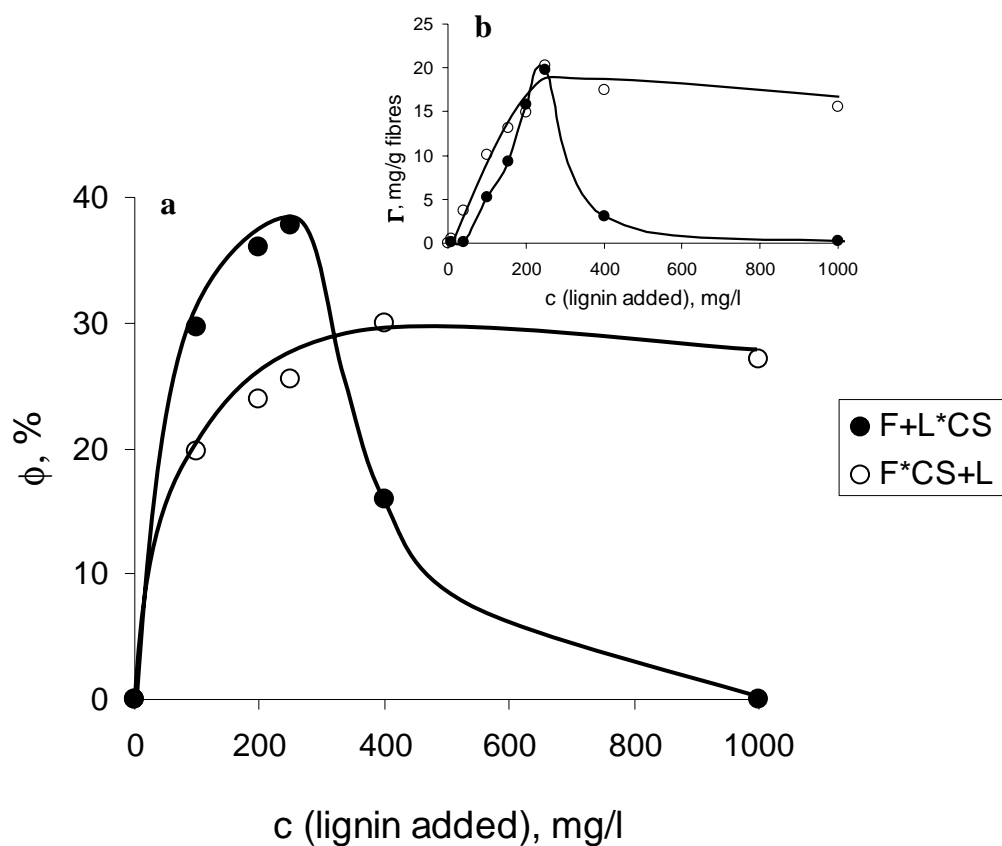 b
25
20
15
10
5
0
Γ, mg/g fibres
0 200 400 600 800 1000
c (lignin added), mg/l
a
40
30
20
10
0
ϕ, %
0 200 400 600 800 1000
c (lignin added), mg/l
F+L*CS
F*CS+L